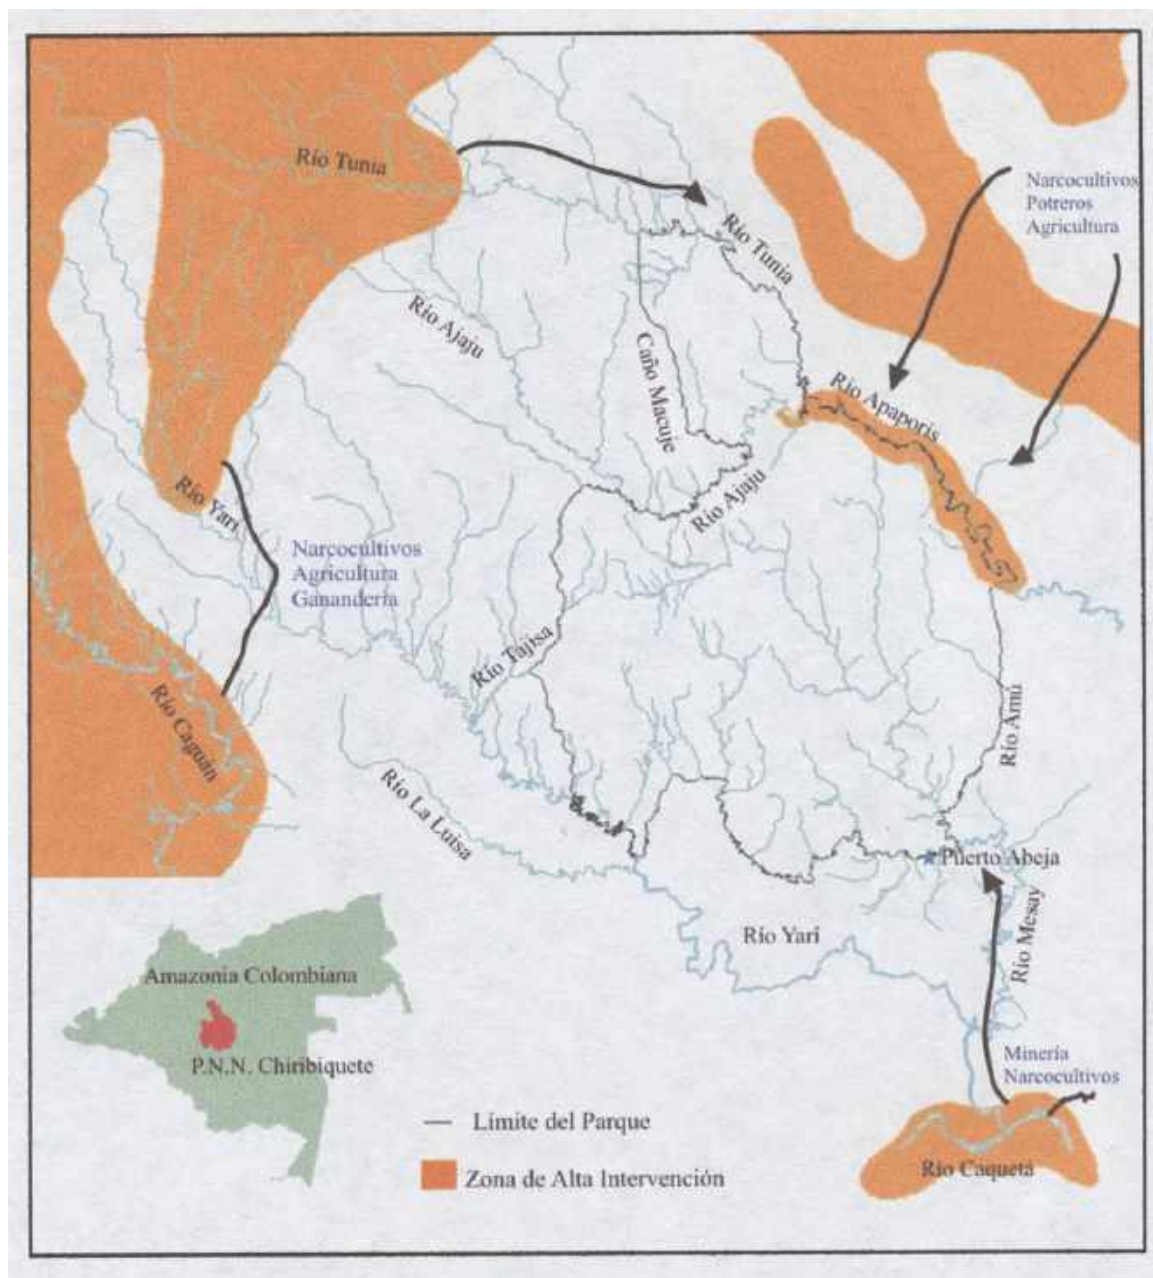 Río Tunia
Narcocultivos
Potreros
Agricultura
Río Tunia
Río Ajaju
Caño Macuje
Río Apaporis
Río Ajaju
Río Yarí
Narcocultivos
Agricultura
Gananderia
Río Tajisa
Río Caguán
Río Amú
Río La Luisa
Puerto Abeja
Río Yarí
Río Mesay
Amazonia Colombiana
P.N.N. Chiribiquete
Minería
Narcocultivos
Límite del Parque
Zona de Alta Intervención
Río Caquetá